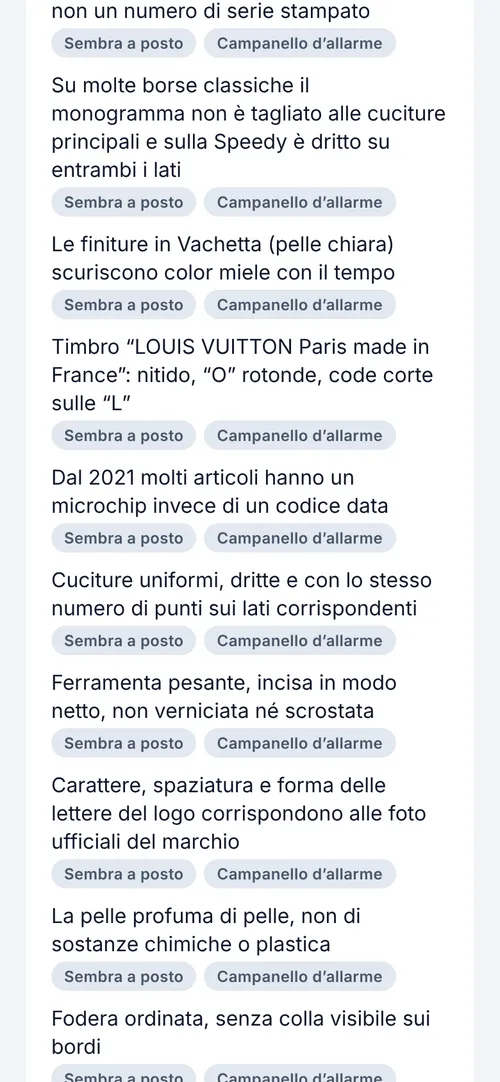 non un numero di serie stampato
Sembra a posto Campanello d’allarme
Su molte borse classiche il
monogramma non è tagliato alle cuciture
principali e sulla Speedy è dritto su
entrambi i lati
Sembra a posto Campanello d’allarme
Le finiture in Vachetta (pelle chiara)
scuriscono color miele con il tempo
Sembra a posto Campanello d’allarme
Timbro “LOUIS VUITTON Paris made in
France”: nitido, “O” rotonde, code corte
sulle “L”
Sembra a posto Campanello d’allarme
Dal 2021 molti articoli hanno un
microchip invece di un codice data
Sembra a posto Campanello d’allarme
Cuciture uniformi, dritte e con lo stesso
numero di punti sui lati corrispondenti
Sembra a posto Campanello d’allarme
Ferramenta pesante, incisa in modo
netto, non verniciata né scrostata
Sembra a posto Campanello d’allarme
Carattere, spaziatura e forma delle
lettere del logo corrispondono alle foto
ufficiali del marchio
Sembra a posto Campanello d’allarme
La pelle profuma di pelle, non di
sostanze chimiche o plastica
Sembra a posto Campanello d’allarme
Fodera ordinata, senza colla visibile sui
bordi
Sembra a posto Campanello d’allarme